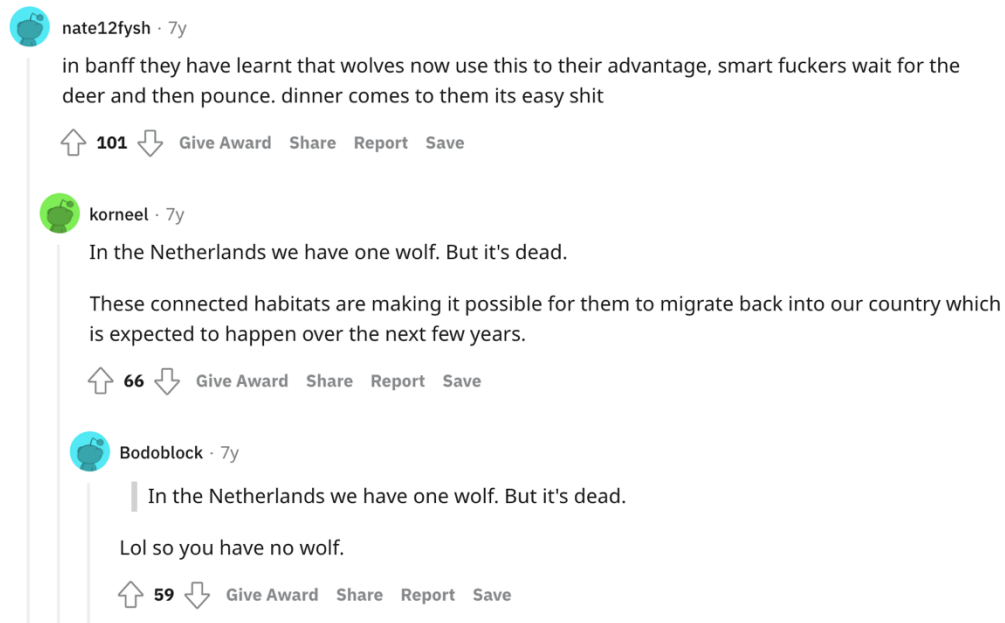 nate12fysh · 7y
in banff they have learnt that wolves now use this to their advantage, smart fuckers wait for the
deer and then pounce. dinner comes to them its easy shit
101 Give Award Share Report Save
korneel · 7y
In the Netherlands we have one wolf. But it's dead.
These connected habitats are making it possible for them to migrate back into our country which
is expected to happen over the next few years.
66 Give Award Share Report Save
Bodoblock · 7y
In the Netherlands we have one wolf. But it's dead.
Lol so you have no wolf.
59 Give Award Share Report Save